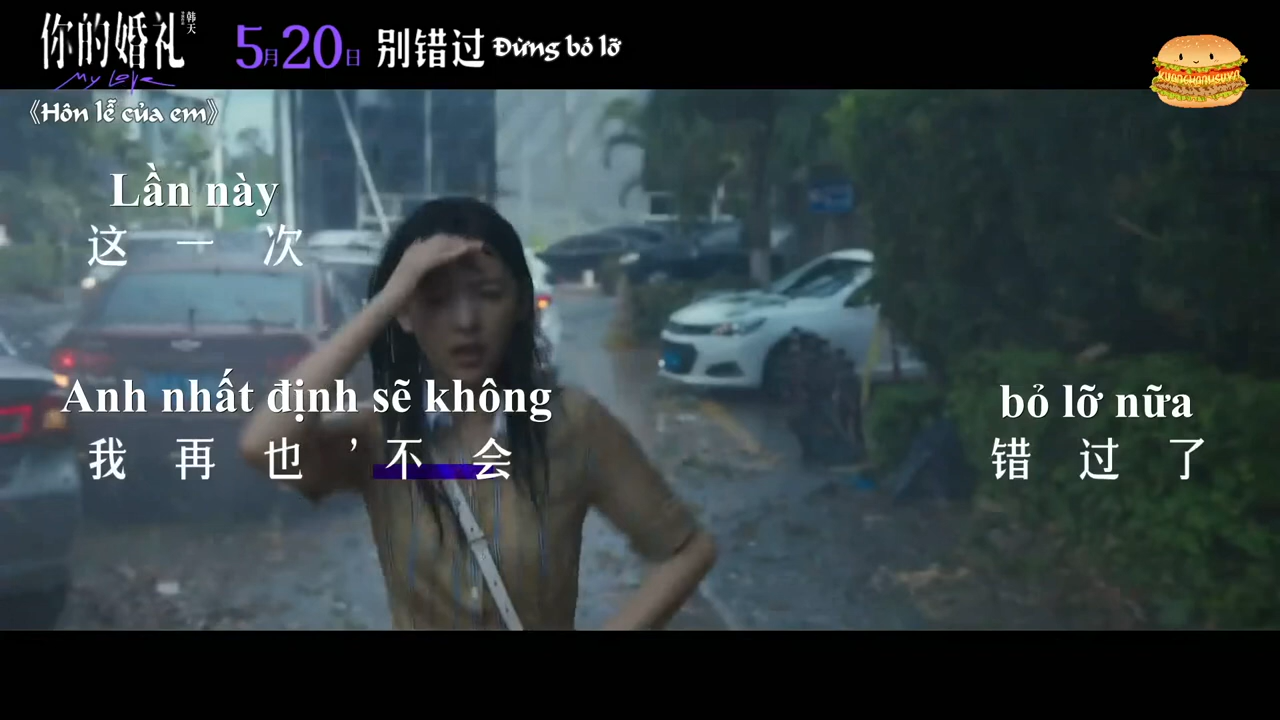 你的婚礼
韩天
My Love
5月20日 别错过 Đừng bỏ lỡ
《Hôn lễ của em》
Lần này
这一次
Anh nhất định sẽ không bỏ lỡ nữa
我再也，不会 错过了